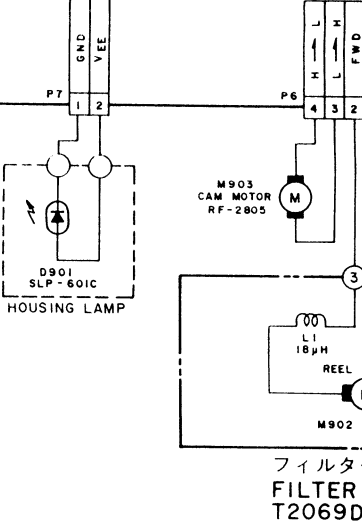 GND
VEE
H → L
L → H
FWD
P7
1
2
P6
4
3
2
M903
CAM MOTOR
RF-2805
M
D901
SLP-601C
HOUSING LAMP
3
L1
18μH
REEL
M902
フィルタ
FILTER
T2069D